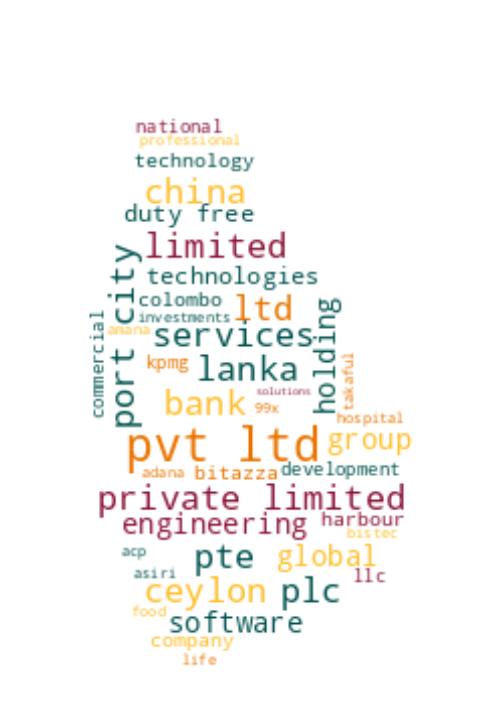 national
professional
technology
china
duty free
limited
port city
technologies
colombo
ltd
holding
investments
commercial
amana
services
kpmg
lanka
takaful
solutions
bank
99x
hospital
pvt ltd
group
adana
bitazza
development
private limited
engineering
harbour
bistec
acp
pte
global
asiri
llc
ceylon
plc
food
software
company
life